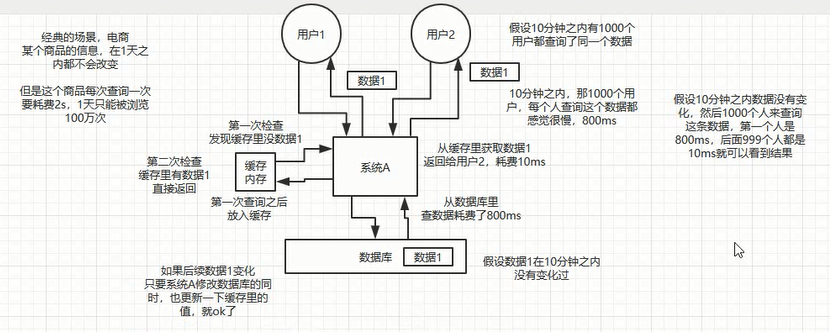 经典的场景，电商
某个商品的信息，在1天之
内都不会改变
但是这个商品每次查询一次
要耗费2s，1天只能被浏览
100万次
用户1
用户2
数据1
数据1
假设10分钟之内有1000个
用户都查询了同一个数据
10分钟之内，那1000个用
户，每个人查询这个数据都
感觉很慢，800ms
假设10分钟之内数据没有变
化，然后1000个人来查询
这条数据，第一个人是
800ms，后面999个人都是
10ms就可以看到结果
第一次检查
发现缓存里没数据1
第二次检查
缓存里有数据1
直接返回
缓存
内存
系统A
从缓存里获取数据1
返回给用户2，耗费10ms
第一次查询之后
放入缓存
从数据库里
查数据耗费了800ms
数据库
数据1
假设数据1在10分钟之内
没有变化过
如果后续数据1变化
只要系统A修改数据库的同
时，也更新一下缓存里的
值，就ok了